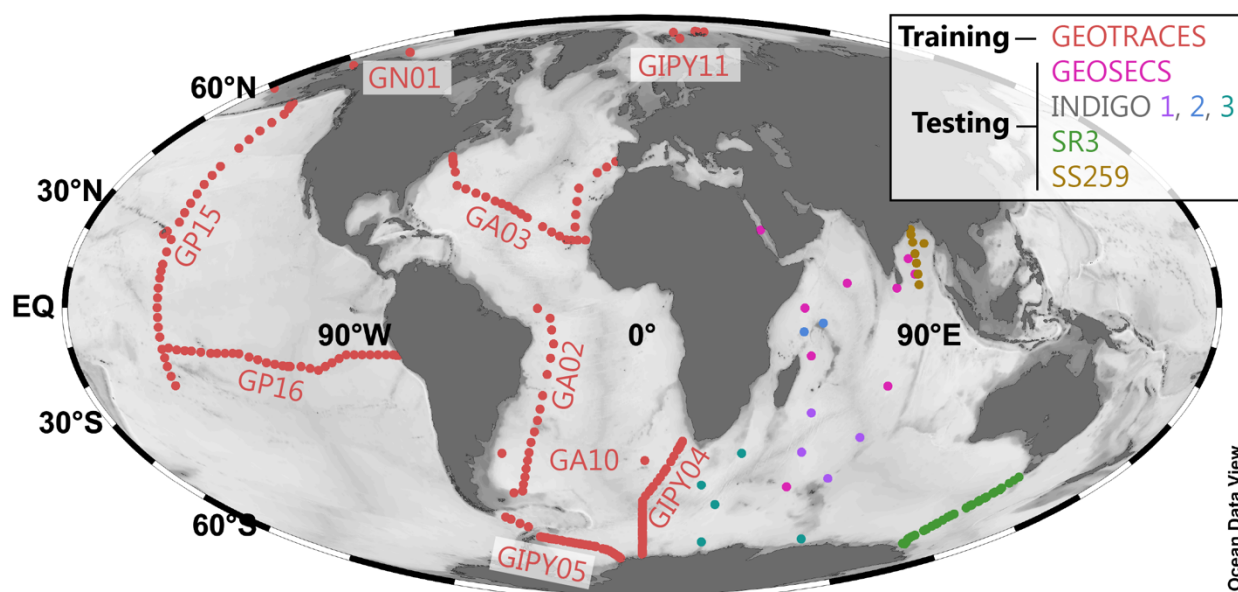 Training — GEOTRACES
GEOSECS
INDIGO 1, 2, 3
Testing —
SR3
SS259
GN01
GIPY11
60°N
30°N
GP15
GA03
EQ
90°W
0°
90°E
GP16
GA02
30°S
GA10
GIPY04
60°S
GIPY05
Ocean Data View